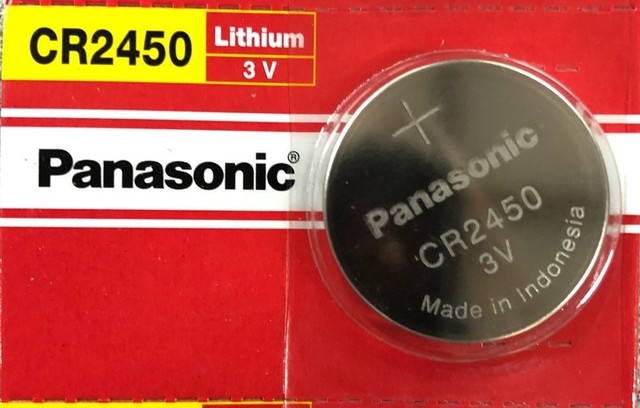 CR2450
Lithium
3 V
Panasonic®
+
Panasonic
CR2450
3V
Made in Indonesia